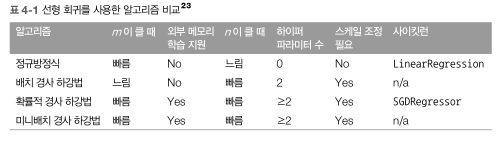 표 4-1 선형 회귀를 사용한 알고리즘 비교23
알고리즘 m이 클 때 외부 메모리 학습 지원 n이 클 때 하이퍼 파라미터 수 스케일 조정 필요 사이킷런
정규방정식 빠름 No 느림 0 No LinearRegression
배치 경사 하강법 느림 No 빠름 2 Yes n/a
확률적 경사 하강법 빠름 Yes 빠름 ≥2 Yes SGDRegressor
미니배치 경사 하강법 빠름 Yes 빠름 ≥2 Yes n/a